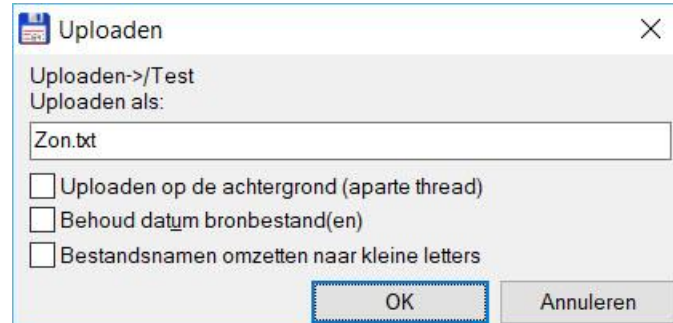 Uploaden
Uploaden->/Test
Uploaden als:
Zon.txt
Uploaden op de achtergrond (aparte thread)
Behoud datum bronbestand(en)
Bestandsnamen omzetten naar kleine letters
OK Annuleren